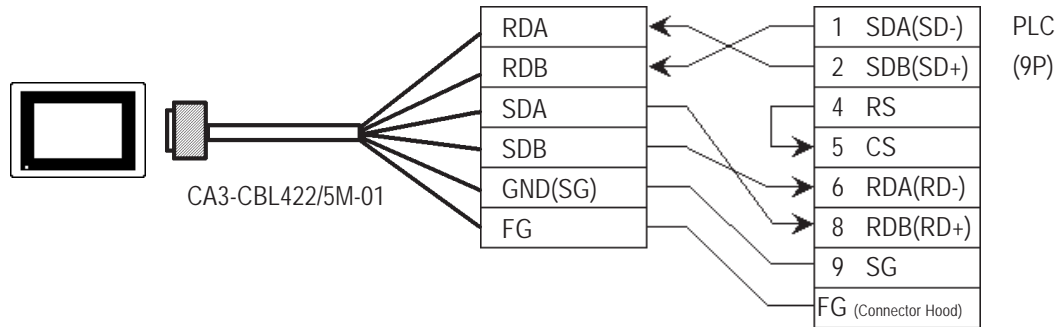 RDA
RDB
SDA
SDB
GND(SG)
FG
CA3-CBL422/5M-01
1 SDA(SD-)
2 SDB(SD+)
4 RS
5 CS
6 RDA(RD-)
8 RDB(RD+)
9 SG
FG (Connector Hood)
PLC
(9P)